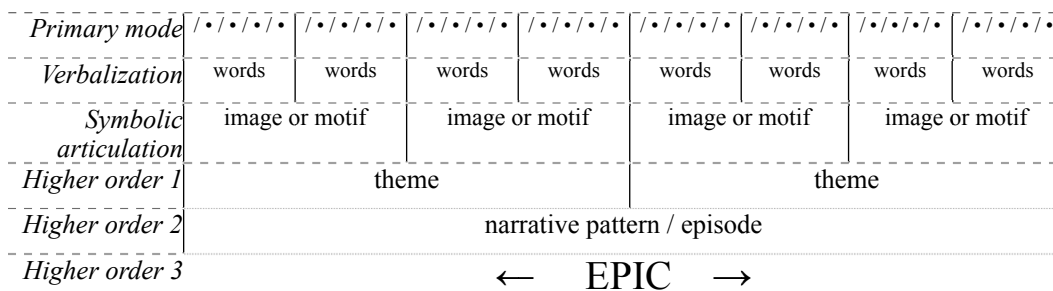 Primary mode /•/•/•/• /•/•/•/• /•/•/•/• /•/•/•/• /•/•/•/• /•/•/•/• /•/•/•/• /•/•/•/•
Verbalization words words words words words words words words
Symbolic articulation image or motif image or motif image or motif image or motif
Higher order 1 theme theme
Higher order 2 narrative pattern / episode
Higher order 3 ← EPIC →